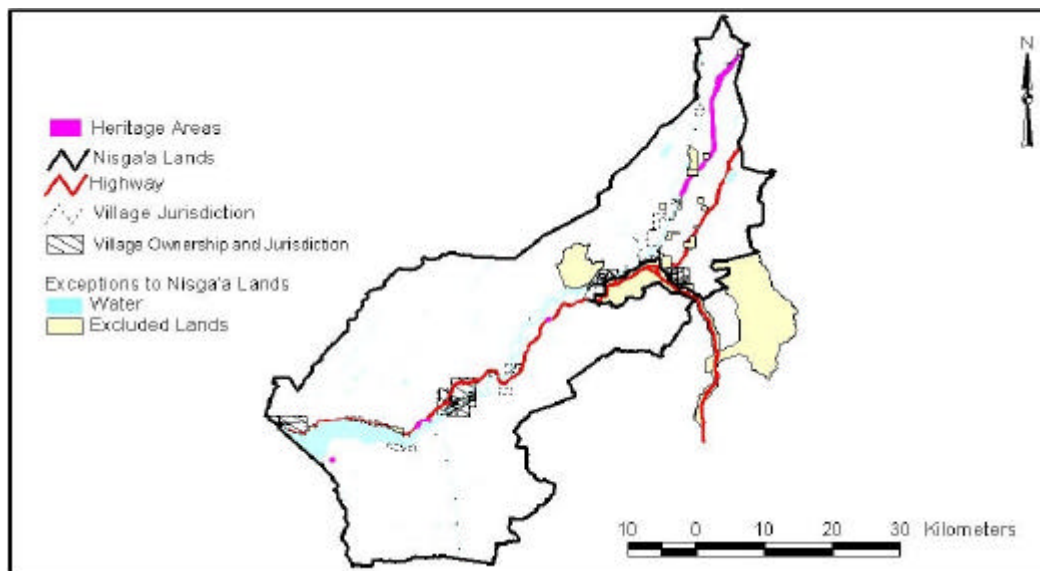 N
Heritage Areas
Nisga'a Lands
Highway
Village Jurisdiction
Village Ownership and Jurisdiction
Exceptions to Nisga'a Lands
Water
Excluded Lands
10 0 10 20 30 Kilometers